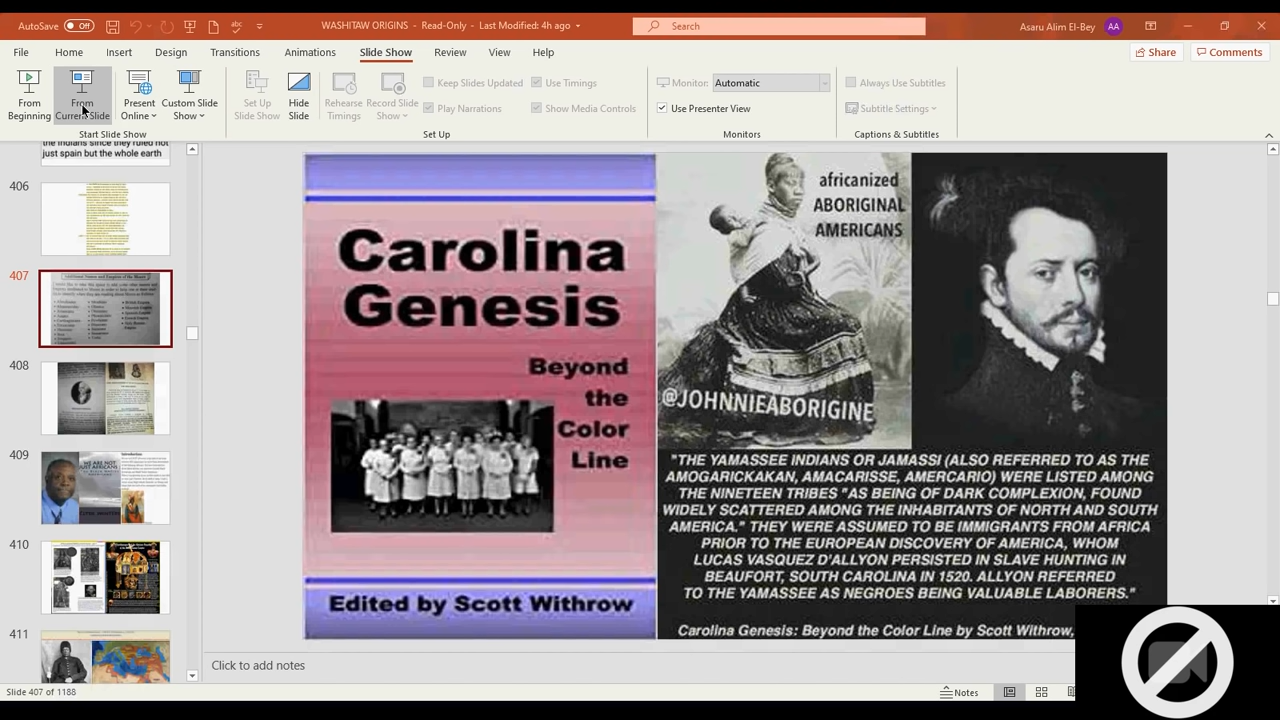 AutoSave Off
WASHITAW ORIGINS - Read-Only - Last Modified: 4h ago
Search
Asaru Alim El-Bey AA
File Home Insert Design Transitions Animations Slide Show Review View Help
Share Comments
From Beginning
From Current Slide
Present Online
Custom Slide Show
Start Slide Show
Set Up Slide Show
Hide Slide
Rehearse Timings
Record Slide Show
Keep Slides Updated
Play Narrations
Use Timings
Show Media Controls
Set Up
Monitor: Automatic
Use Presenter View
Monitors
Always Use Subtitles
Subtitle Settings
Captions & Subtitles
the Indians since they ruled not
just spain but the whole earth
406
407
408
409
410
411
Carolina
Genesis
Beyond
the
Color
Line
Edited by Scott Withrow
africanized
ABORIGINAL
AMERICANS
@JOHNNIEABORIGINE
"THE YAMASSEE INDIANS OR JAMASSI (ALSO REFERRED TO AS THE
AMOGARICKAKAN, AMACARISSE, AMERCARIO) WERE LISTED AMONG
THE NINETEEN TRIBES "AS BEING OF DARK COMPLEXION, FOUND
WIDELY SCATTERED AMONG THE INHABITANTS OF NORTH AND SOUTH
AMERICA." THEY WERE ASSUMED TO BE IMMIGRANTS FROM AFRICA
PRIOR TO THE EUROPEAN DISCOVERY OF AMERICA, WHOM
LUCAS VASQUEZ D'ALLYON PERSISTED IN SLAVE HUNTING IN
BEAUFORT, SOUTH CAROLINA IN 1520. ALLYON REFERRED
TO THE YAMASSEE AS NEGROES BEING VALUABLE LABORERS."
Carolina Genesis: Beyond the Color Line by Scott Withrow,
Click to add notes
Slide 407 of 1188
Notes